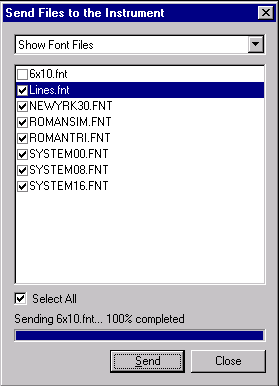 Send Files to the Instrument
Show Font Files
6x10.fnt
Lines.fnt
NEWYRK30.FNT
ROMANSIM.FNT
ROMANTRI.FNT
SYSTEM00.FNT
SYSTEM08.FNT
SYSTEM16.FNT
Select All
Sending 6x10.fnt... 100% completed
Send
Close